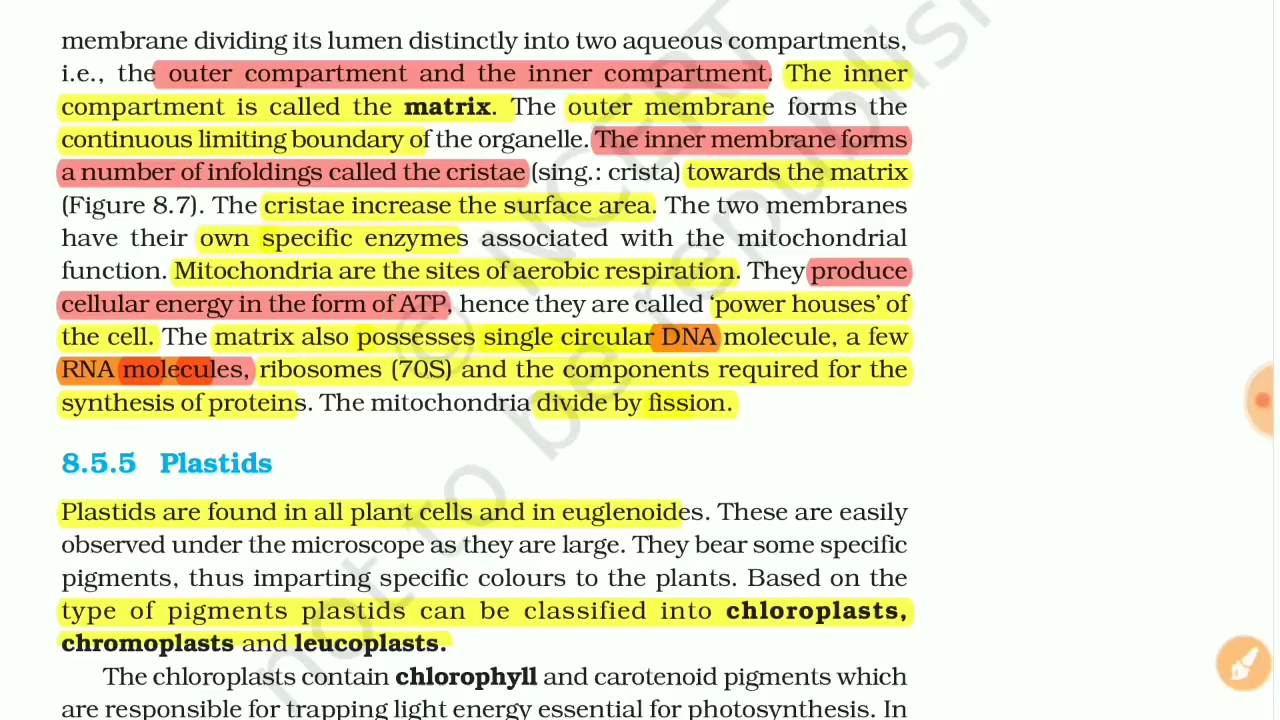 membrane dividing its lumen distinctly into two aqueous compartments,
i.e., the outer compartment and the inner compartment. The inner
compartment is called the matrix. The outer membrane forms the
continuous limiting boundary of the organelle. The inner membrane forms
a number of infoldings called the cristae (sing.: crista) towards the matrix
(Figure 8.7). The cristae increase the surface area. The two membranes
have their own specific enzymes associated with the mitochondrial
function. Mitochondria are the sites of aerobic respiration. They produce
cellular energy in the form of ATP, hence they are called ‘power houses’ of
the cell. The matrix also possesses single circular DNA molecule, a few
RNA molecules, ribosomes (70S) and the components required for the
synthesis of proteins. The mitochondria divide by fission.
8.5.5 Plastids
Plastids are found in all plant cells and in euglenoides. These are easily
observed under the microscope as they are large. They bear some specific
pigments, thus imparting specific colours to the plants. Based on the
type of pigments plastids can be classified into chloroplasts,
chromoplasts and leucoplasts.
The chloroplasts contain chlorophyll and carotenoid pigments which
are responsible for trapping light energy essential for photosynthesis. In
© NCERT
not to be republis